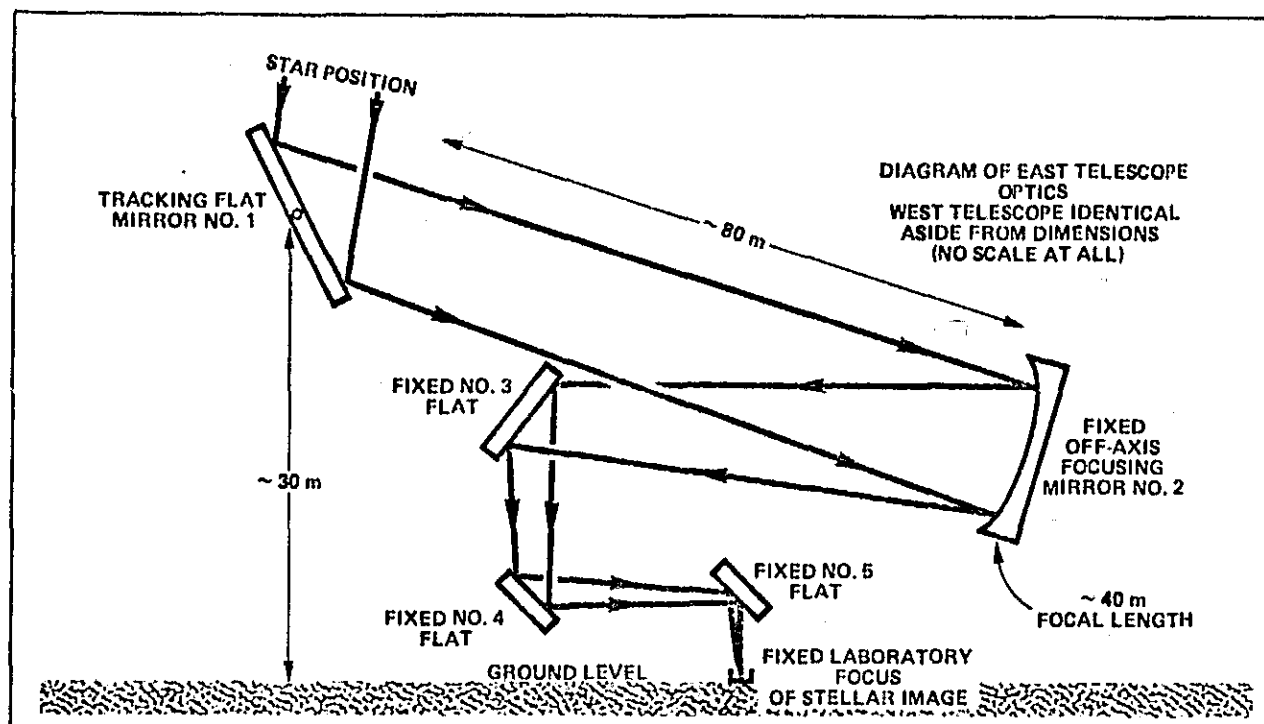 STAR POSITION
TRACKING FLAT
MIRROR NO. 1
~ 80 m
DIAGRAM OF EAST TELESCOPE
OPTICS
WEST TELESCOPE IDENTICAL
ASIDE FROM DIMENSIONS
(NO SCALE AT ALL)
FIXED NO. 3
FLAT
FIXED
OFF-AXIS
FOCUSING
MIRROR NO. 2
~ 30 m
FIXED NO. 5
FLAT
FIXED NO. 4
FLAT
~ 40 m
FOCAL LENGTH
GROUND LEVEL
FIXED LABORATORY
FOCUS
OF STELLAR IMAGE